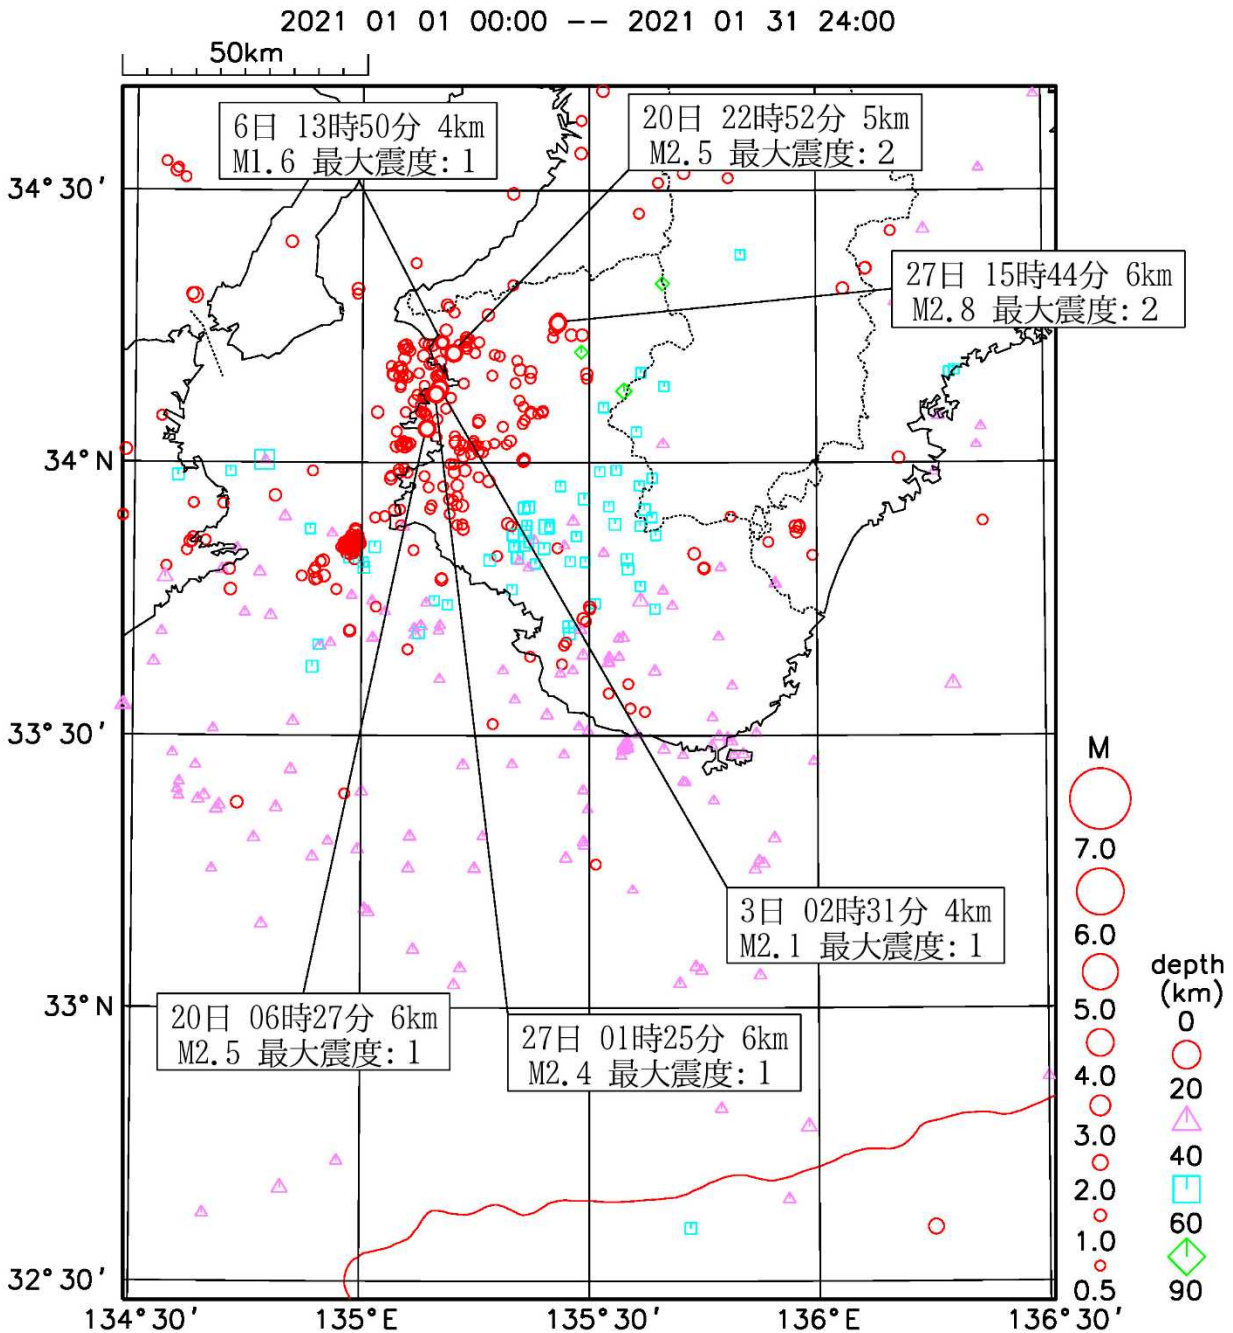 2021 01 01 00:00 -- 2021 01 31 24:00
50km
6日 13時50分 4km
M1.6 最大震度:1
20日 22時52分 5km
M2.5 最大震度:2
27日 15時44分 6km
M2.8 最大震度:2
34°30′
34°N
33°30′
33°N
32°30′
3日 02時31分 4km
M2.1 最大震度:1
20日 06時27分 6km
M2.5 最大震度:1
27日 01時25分 6km
M2.4 最大震度:1
M
7.0
6.0
5.0
4.0
3.0
2.0
1.0
0.5
depth
(km)
0
20
40
60
90
134°30′
135°E
135°30′
136°E
136°30′